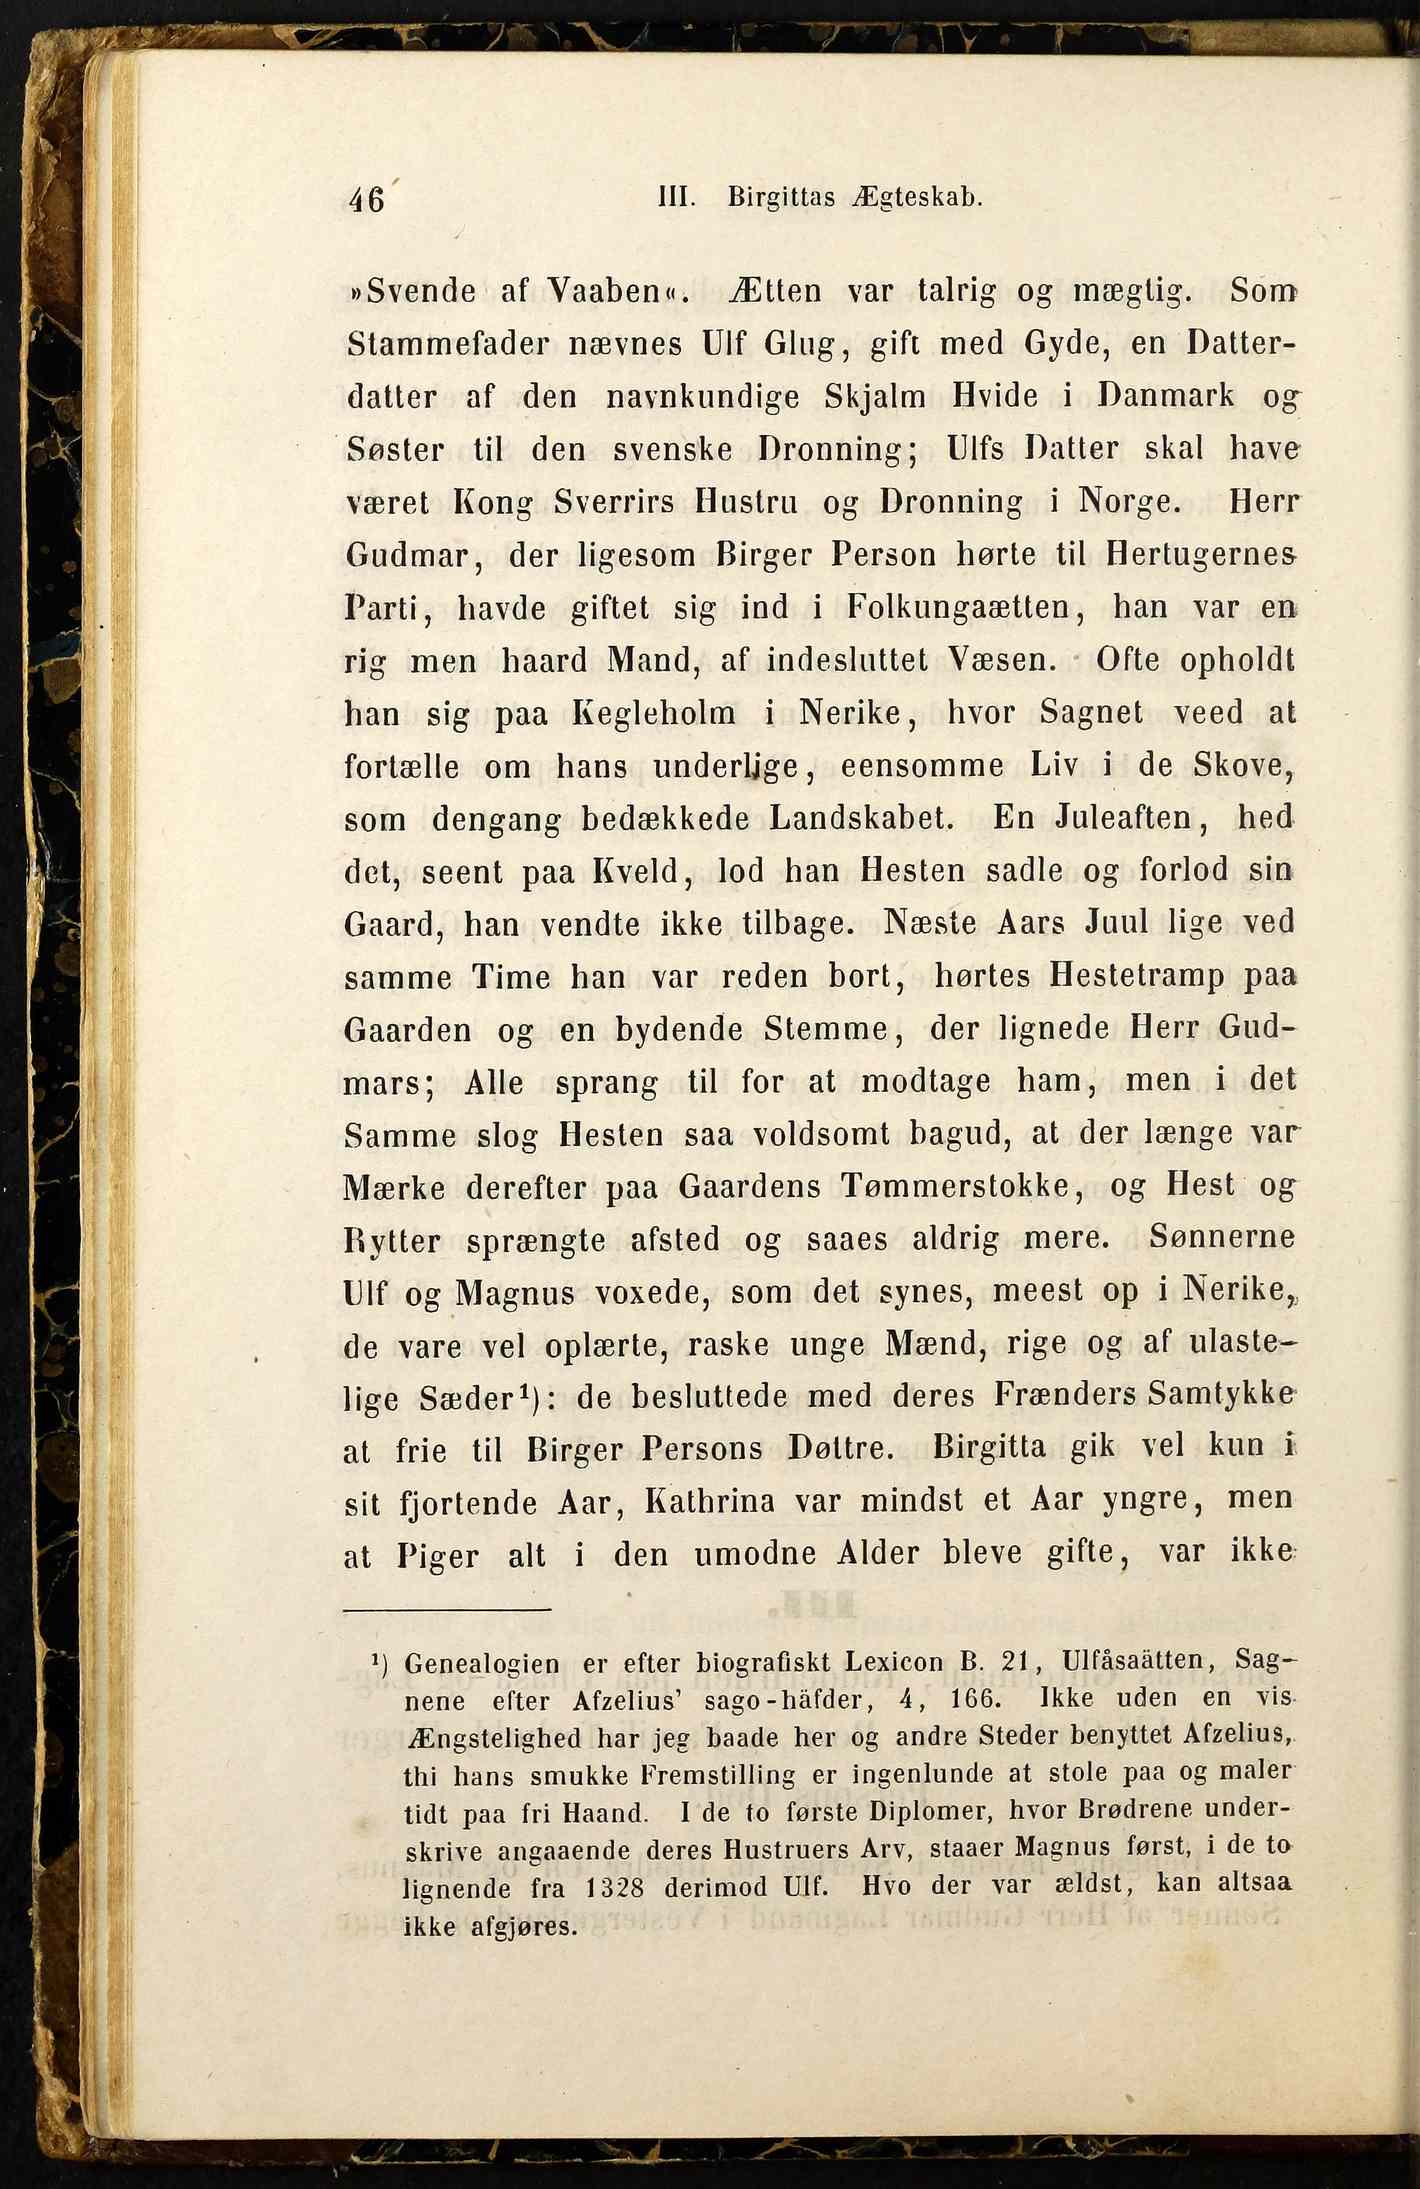 46 III. Birgittas Ægteskab.
»Svende af Vaaben«. Ætten var talrig og mægtig. Som
Stammefader nævnes Ulf Glug, gift med Gyde, en Datter-
datter af den navnkundige Skjalm Hvide i Danmark og
Søster til den svenske Dronning; Ulfs Datter skal have
været Kong Sverrirs Hustru og Dronning i Norge. Herr
Gudmar, der ligesom Birger Person hørte til Hertugernes
Parti, havde giftet sig ind i Folkungaætten, han var en
rig men haard Mand, af indesluttet Væsen. Ofte opholdt
han sig paa Kegleholm i Nerike, hvor Sagnet veed at
fortælle om hans underlige, eensomme Liv i de Skove,
som dengang bedækkede Landskabet. En Juleaften, hed
det, seent paa Kveld, lod han Hesten sadle og forlod sin
Gaard, han vendte ikke tilbage. Næste Aars Juul lige ved
samme Time han var reden bort, hørtes Hestetramp paa
Gaarden og en bydende Stemme, der lignede Herr Gud-
mars; Alle sprang til for at modtage ham, men i det
Samme slog Hesten saa voldsomt bagud, at der længe var
Mærke derefter paa Gaardens Tømmerstokke, og Hest og
Rytter sprængte afsted og saaes aldrig mere. Sønnerne
Ulf og Magnus voxede, som det synes, meest op i Nerike,
de vare vel oplærte, raske unge Mænd, rige og af ulaste-
lige Sæder¹): de besluttede med deres Frænders Samtykke
at frie til Birger Persons Døttre. Birgitta gik vel kun i
sit fjortende Aar, Kathrina var mindst et Aar yngre, men
at Piger alt i den umodne Alder bleve gifte, var ikke
¹) Genealogien er efter biografiskt Lexicon B. 21, Ulfåsaätten, Sag-
nene efter Afzelius' sago-häfder, 4, 166. Ikke uden en vis
Ængstelighed har jeg baade her og andre Steder benyttet Afzelius,
thi hans smukke Fremstilling er ingenlunde at stole paa og maler
tidt paa fri Haand. I de to første Diplomer, hvor Brødrene under-
skrive angaaende deres Hustruers Arv, staaer Magnus først, i de to
lignende fra 1328 derimod Ulf. Hvo der var ældst, kan altsaa
ikke afgjøres.